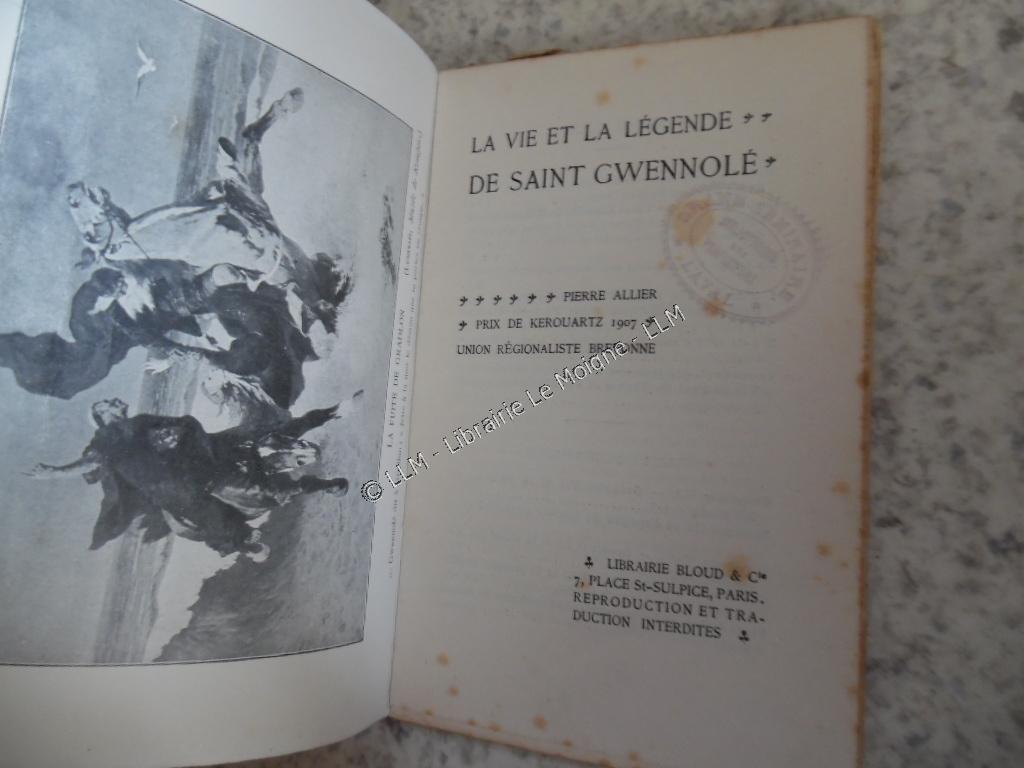 LA VIE ET LA LÉGENDE
DE SAINT GWENNOLÉ
PIERRE ALLIER
PRIX DE KEROUARTZ 1907
UNION RÉGIONALISTE BRETONNE
LIBRAIRIE BLOUD & Cie
7, PLACE St-SULPICE, PARIS.
REPRODUCTION ET TRA-
DUCTION INTERDITES
LA FUITE DE GRADLON
© LLM - Librairie Le Moigne - LLM